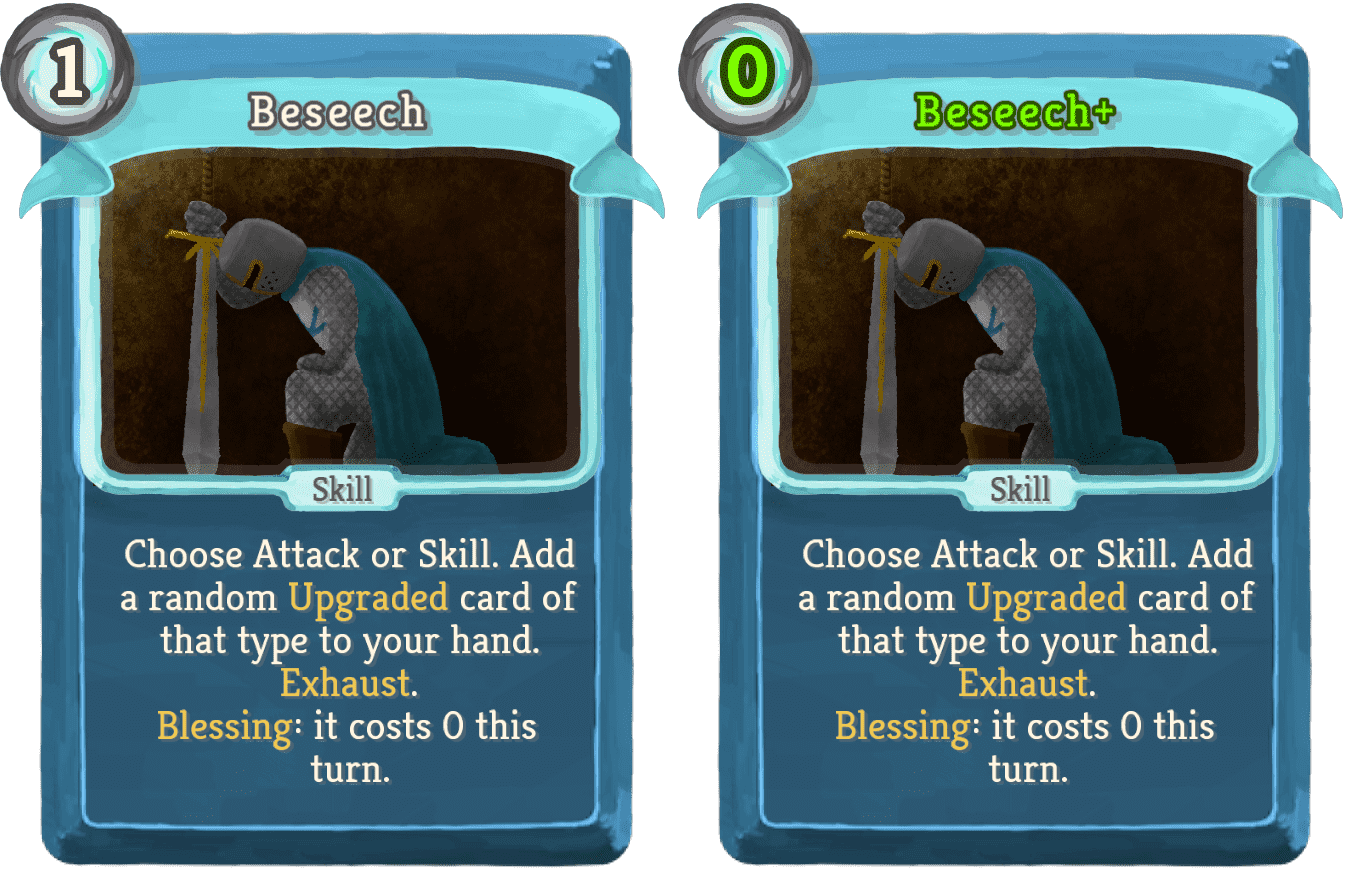 1
Beseech
Skill
Choose Attack or Skill. Add
a random Upgraded card of
that type to your hand.
Exhaust.
Blessing: it costs 0 this
turn.
0
Beseech+
Skill
Choose Attack or Skill. Add
a random Upgraded card of
that type to your hand.
Exhaust.
Blessing: it costs 0 this
turn.